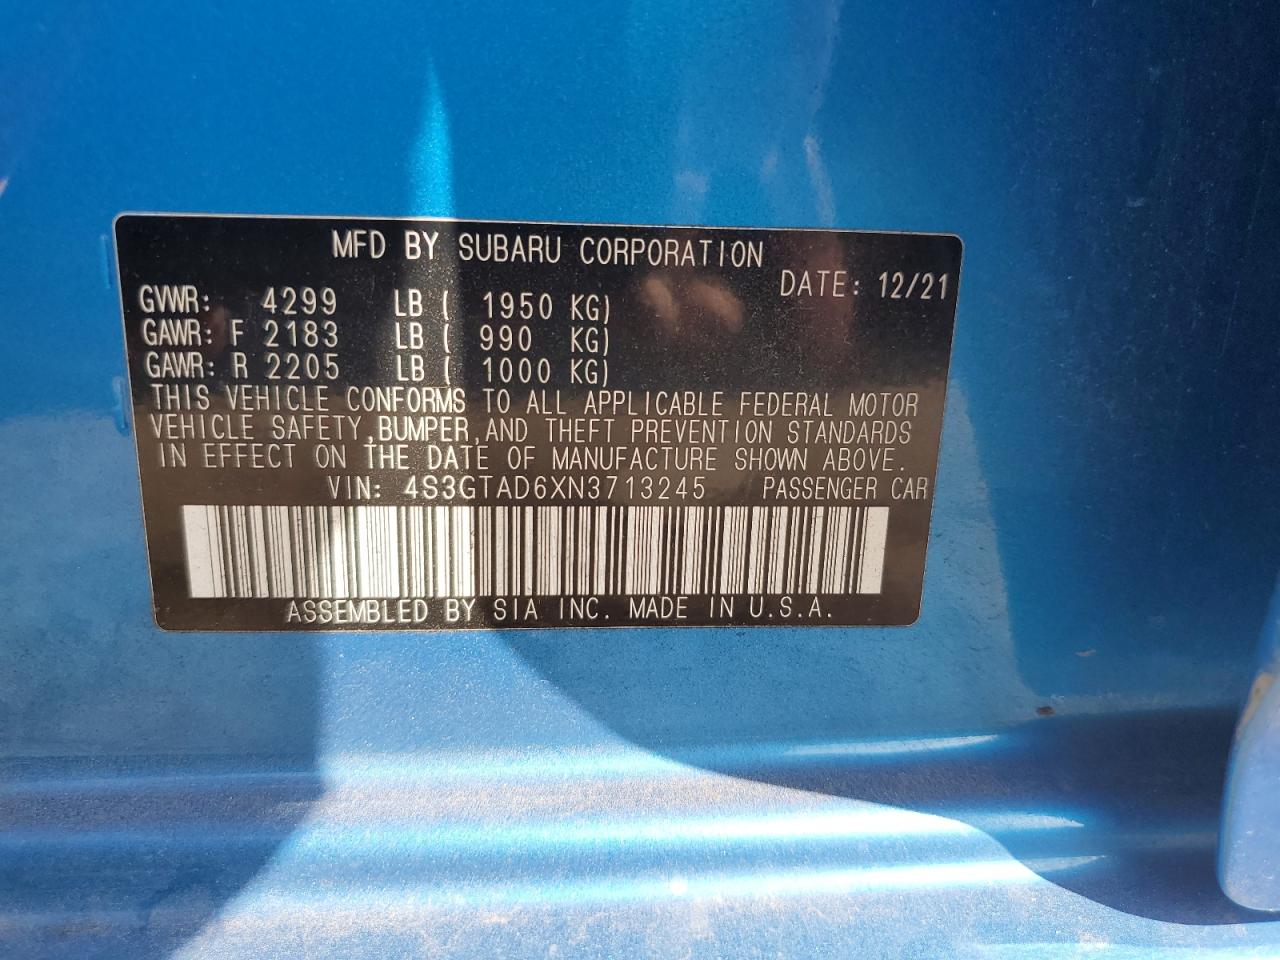 MFD BY SUBARU CORPORATION
DATE: 12/21
GVWR: 4299 LB ( 1950 KG)
GAWR: F 2183 LB ( 990 KG)
GAWR: R 2205 LB ( 1000 KG)
THIS VEHICLE CONFORMS TO ALL APPLICABLE FEDERAL MOTOR
VEHICLE SAFETY,BUMPER,AND THEFT PREVENTION STANDARDS
IN EFFECT ON THE DATE OF MANUFACTURE SHOWN ABOVE.
VIN: 4S3GTAD6XN3713245 PASSENGER CAR
ASSEMBLED BY SIA INC. MADE IN U.S.A.